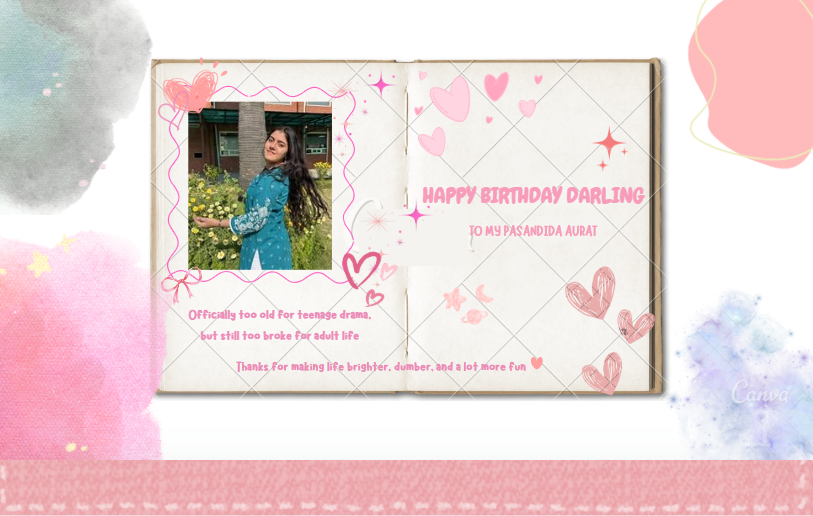 Officially too old for teenage drama,
but still too broke for adult life
Thanks for making life brighter, dumber, and a lot more fun
HAPPY BIRTHDAY DARLING
TO MY PASANDIDA AURAT
Canva